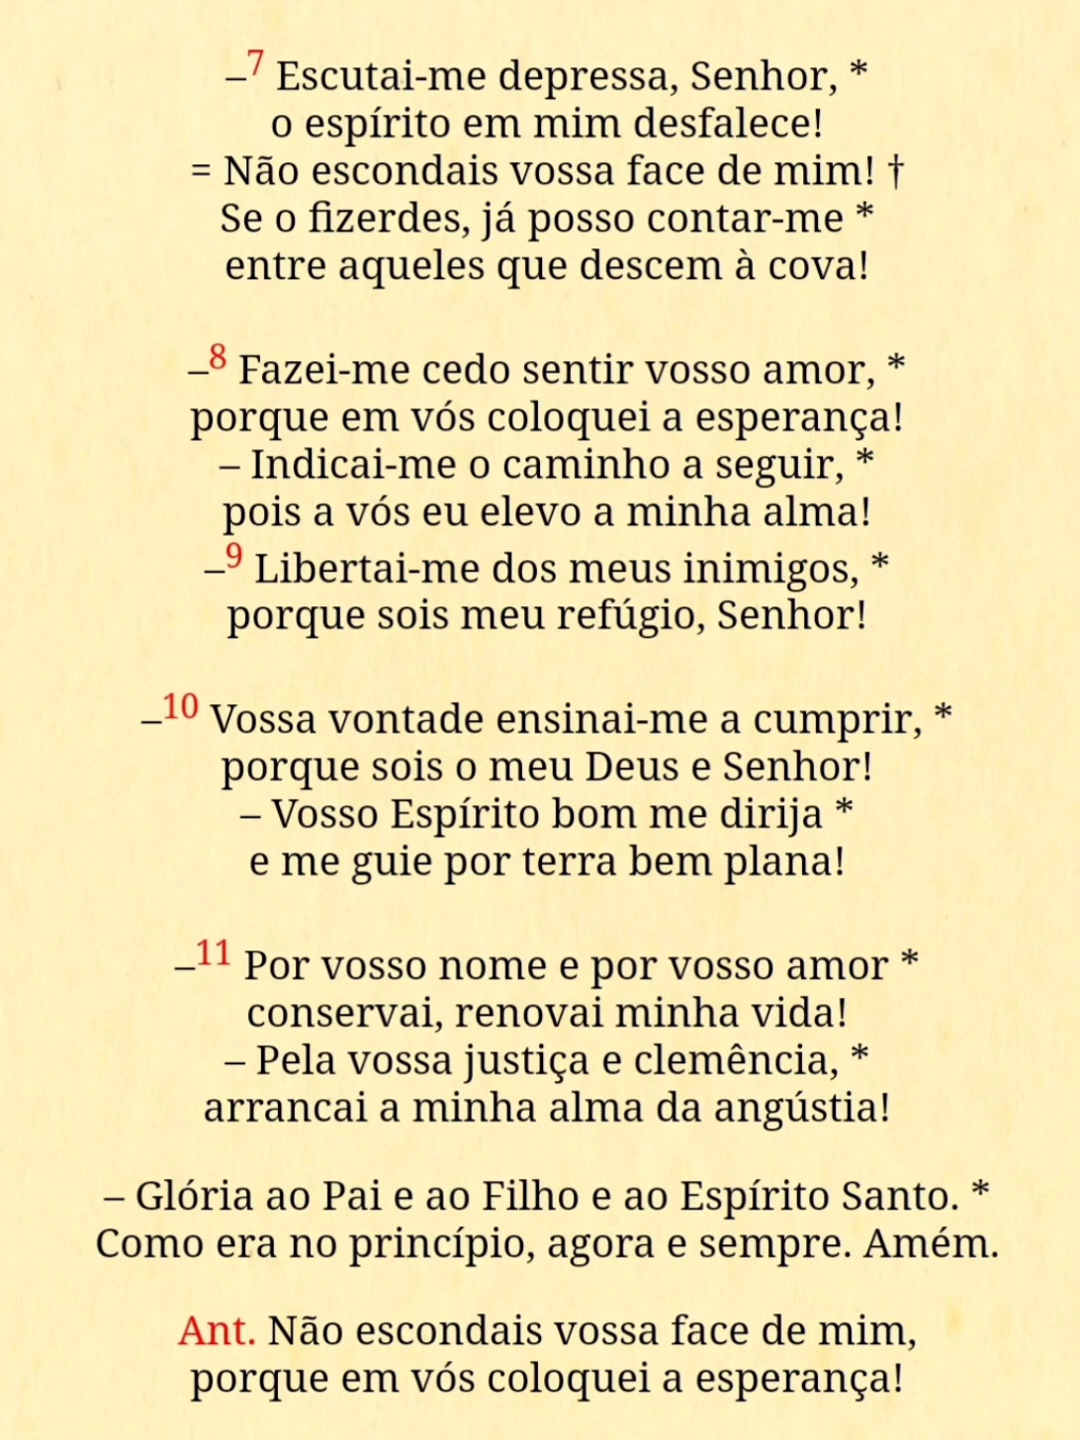 –7 Escutai-me depressa, Senhor, *
o espírito em mim desfalece!
= Não escondais vossa face de mim! †
Se o fizerdes, já posso contar-me *
entre aqueles que descem à cova!
–8 Fazei-me cedo sentir vosso amor, *
porque em vós coloquei a esperança!
– Indicai-me o caminho a seguir, *
pois a vós eu elevo a minha alma!
–9 Libertai-me dos meus inimigos, *
porque sois meu refúgio, Senhor!
–10 Vossa vontade ensinai-me a cumprir, *
porque sois o meu Deus e Senhor!
– Vosso Espírito bom me dirija *
e me guie por terra bem plana!
–11 Por vosso nome e por vosso amor *
conservai, renovai minha vida!
– Pela vossa justiça e clemência, *
arrancai a minha alma da angústia!
– Glória ao Pai e ao Filho e ao Espírito Santo. *
Como era no princípio, agora e sempre. Amém.
Ant. Não escondais vossa face de mim,
porque em vós coloquei a esperança!